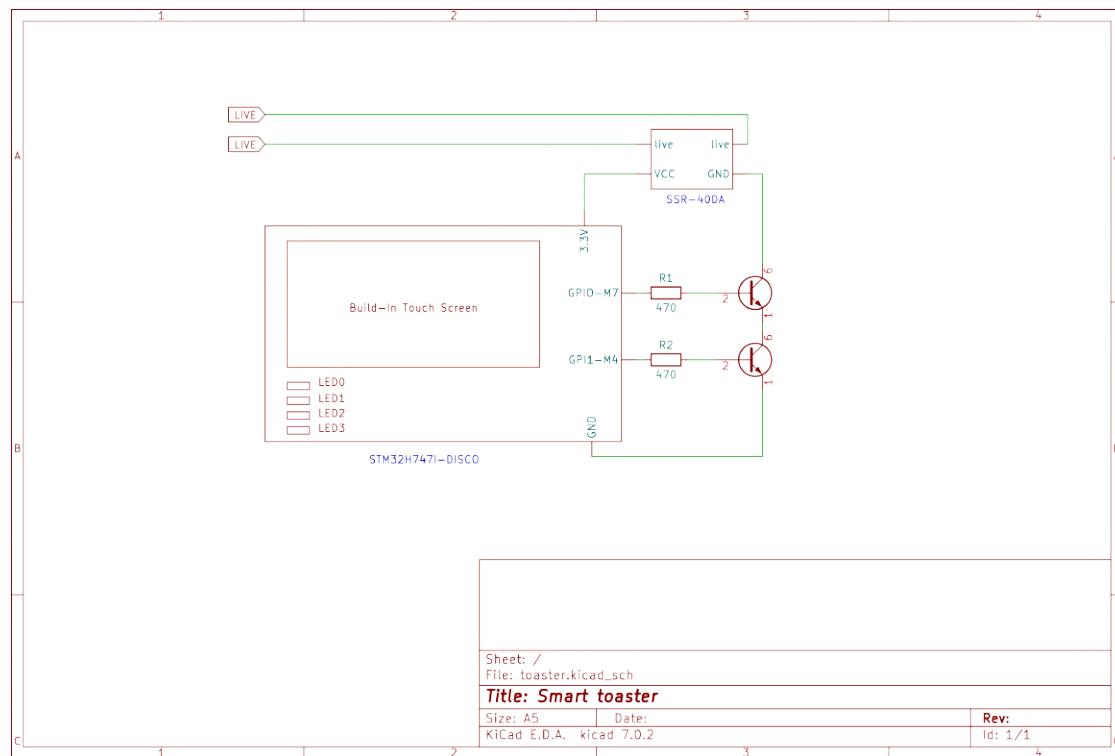 1 2 3 4
LIVE
LIVE
A
live live
VCC GND
SSR-40DA
3.3V
6
R1
GPIO-M7
2
470
Build-In Touch Screen
1
6
R2
GPI1-M4
2
470
1
LED0
LED1
LED2
LED3
GND
B
STM32H747I-DISCO
Sheet: /
File: toaster.kicad_sch
Title: Smart toaster
Size: A5 Date: Rev:
KiCad E.D.A. kicad 7.0.2 Id: 1/1
C
1 2 3 4